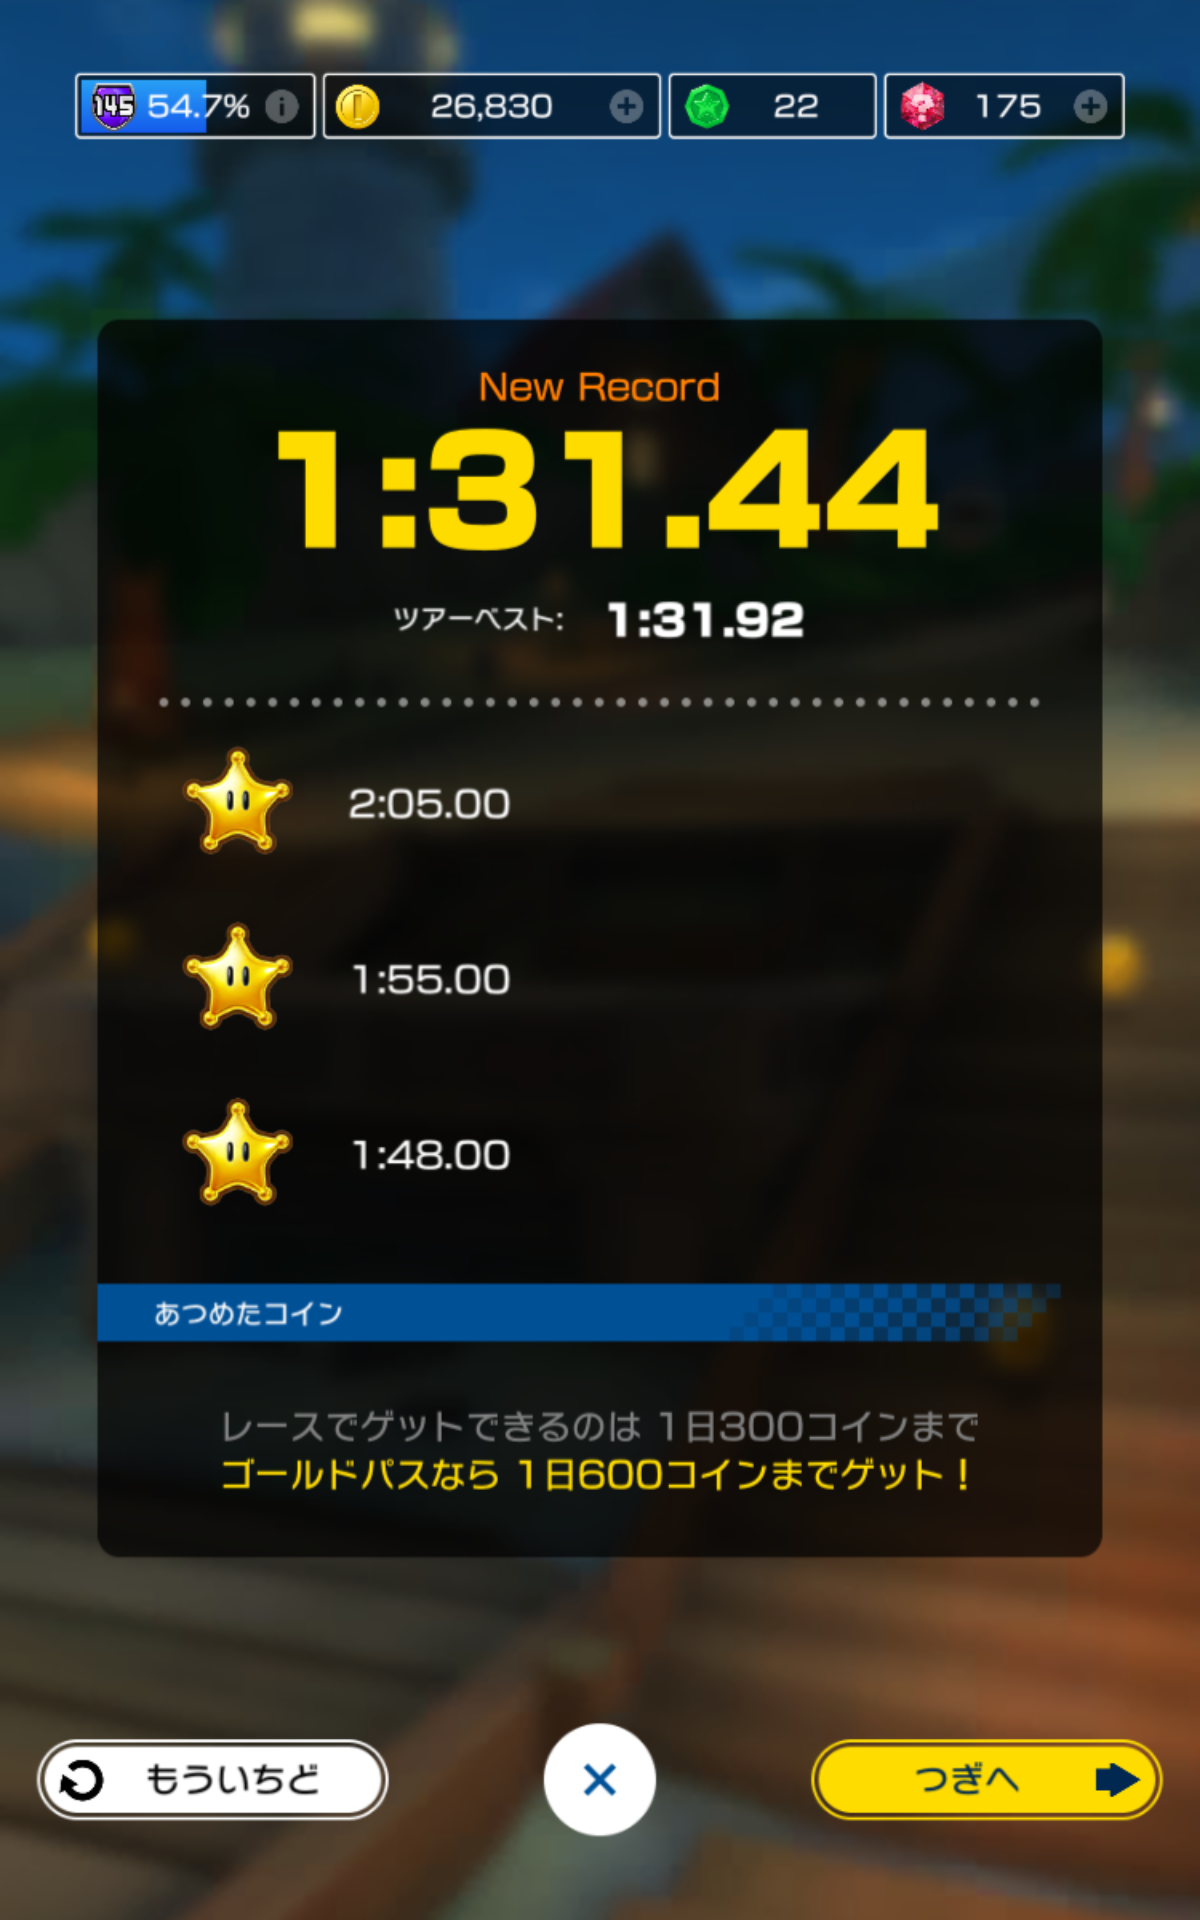 145 54.7% i 26,830 + 22 175 +
New Record
1:31.44
ツアーベスト: 1:31.92
2:05.00
1:55.00
1:48.00
あつめたコイン
レースでゲットできるのは 1日300コインまで
ゴールドパスなら 1日600コインまでゲット！
もういちど × つぎへ